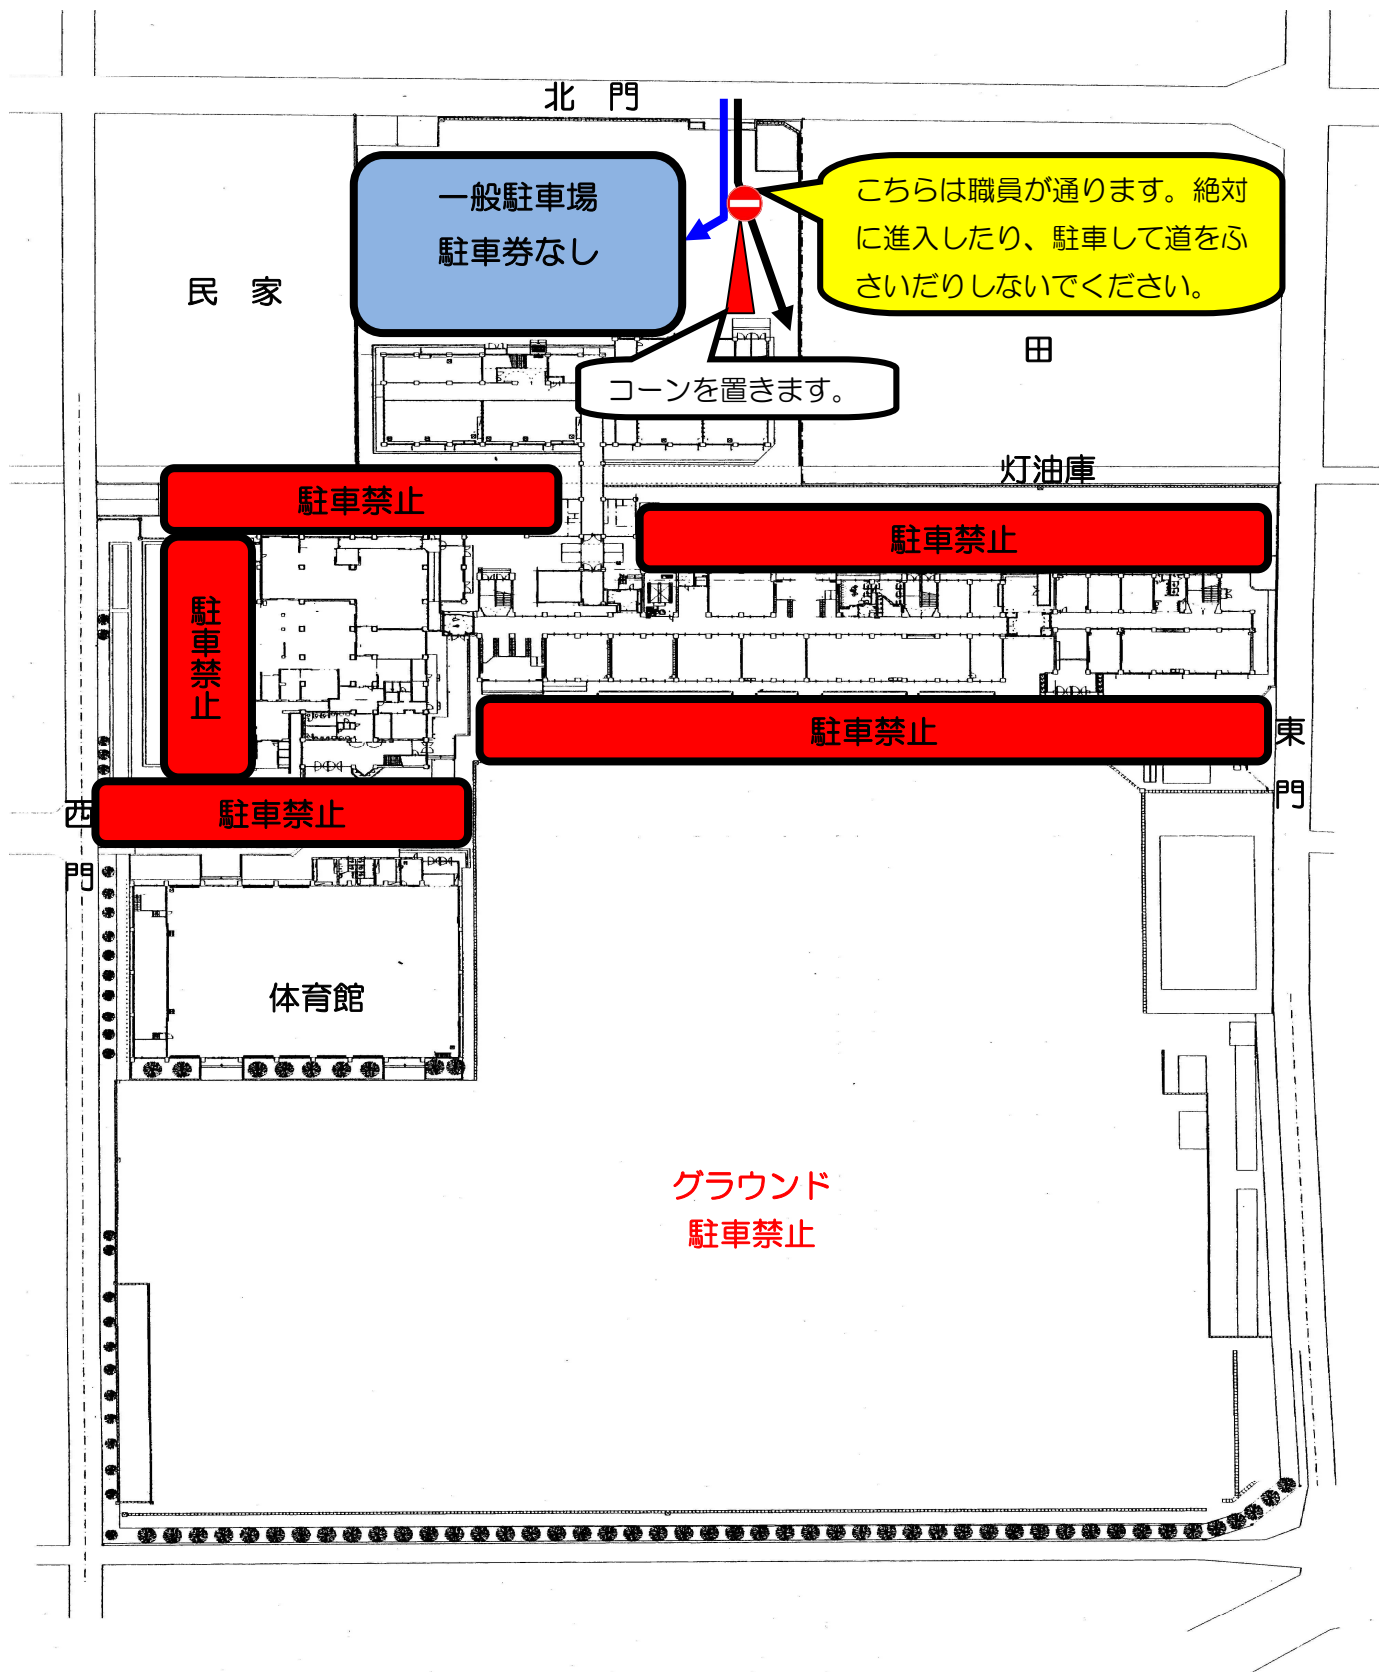 北　門
一般駐車場
駐車券なし
こちらは職員が通ります。絶対
に進入したり、駐車して道をふ
さいだりしないでください。
民　家
田
コーンを置きます。
灯油庫
駐車禁止
駐車禁止
駐車禁止
駐車禁止
東門
駐車禁止
西門
体育館
グラウンド
駐車禁止